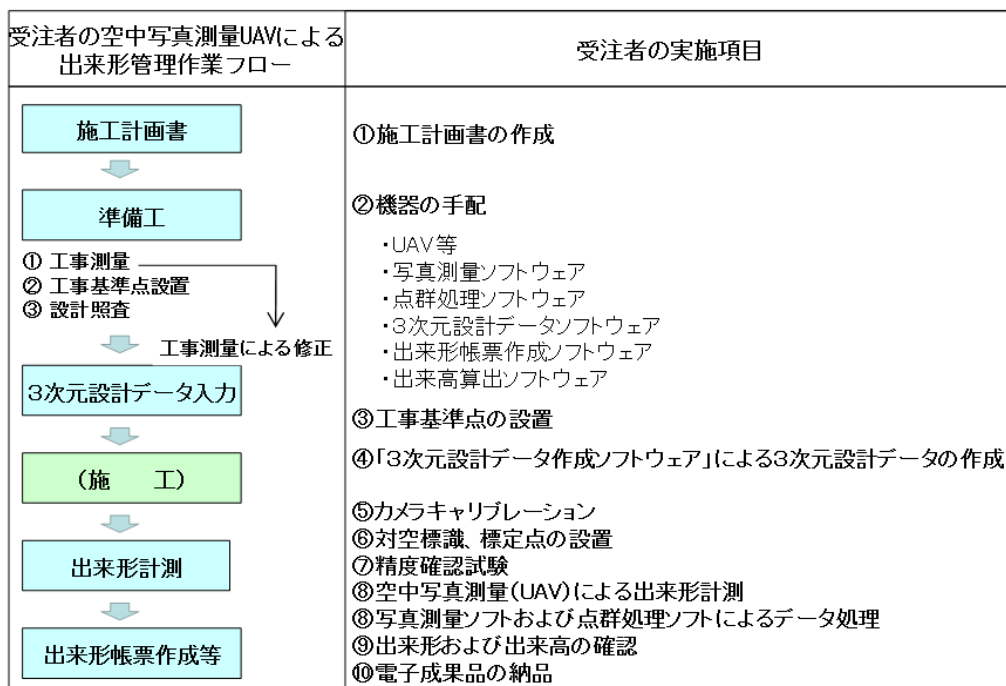 受注者の空中写真測量UAVによる
出来形管理作業フロー
受注者の実施項目
施工計画書
準備工
① 工事測量
② 工事基準点設置
③ 設計照査
工事測量による修正
3次元設計データ入力
(施 工)
出来形計測
出来形帳票作成等
①施工計画書の作成
②機器の手配
・UAV等
・写真測量ソフトウェア
・点群処理ソフトウェア
・3次元設計データソフトウェア
・出来形帳票作成ソフトウェア
・出来高算出ソフトウェア
③工事基準点の設置
④「3次元設計データ作成ソフトウェア」による3次元設計データの作成
⑤カメラキャリブレーション
⑥対空標識、標定点の設置
⑦精度確認試験
⑧空中写真測量(UAV)による出来形計測
⑧写真測量ソフトおよび点群処理ソフトによるデータ処理
⑨出来形および出来高の確認
⑩電子成果品の納品